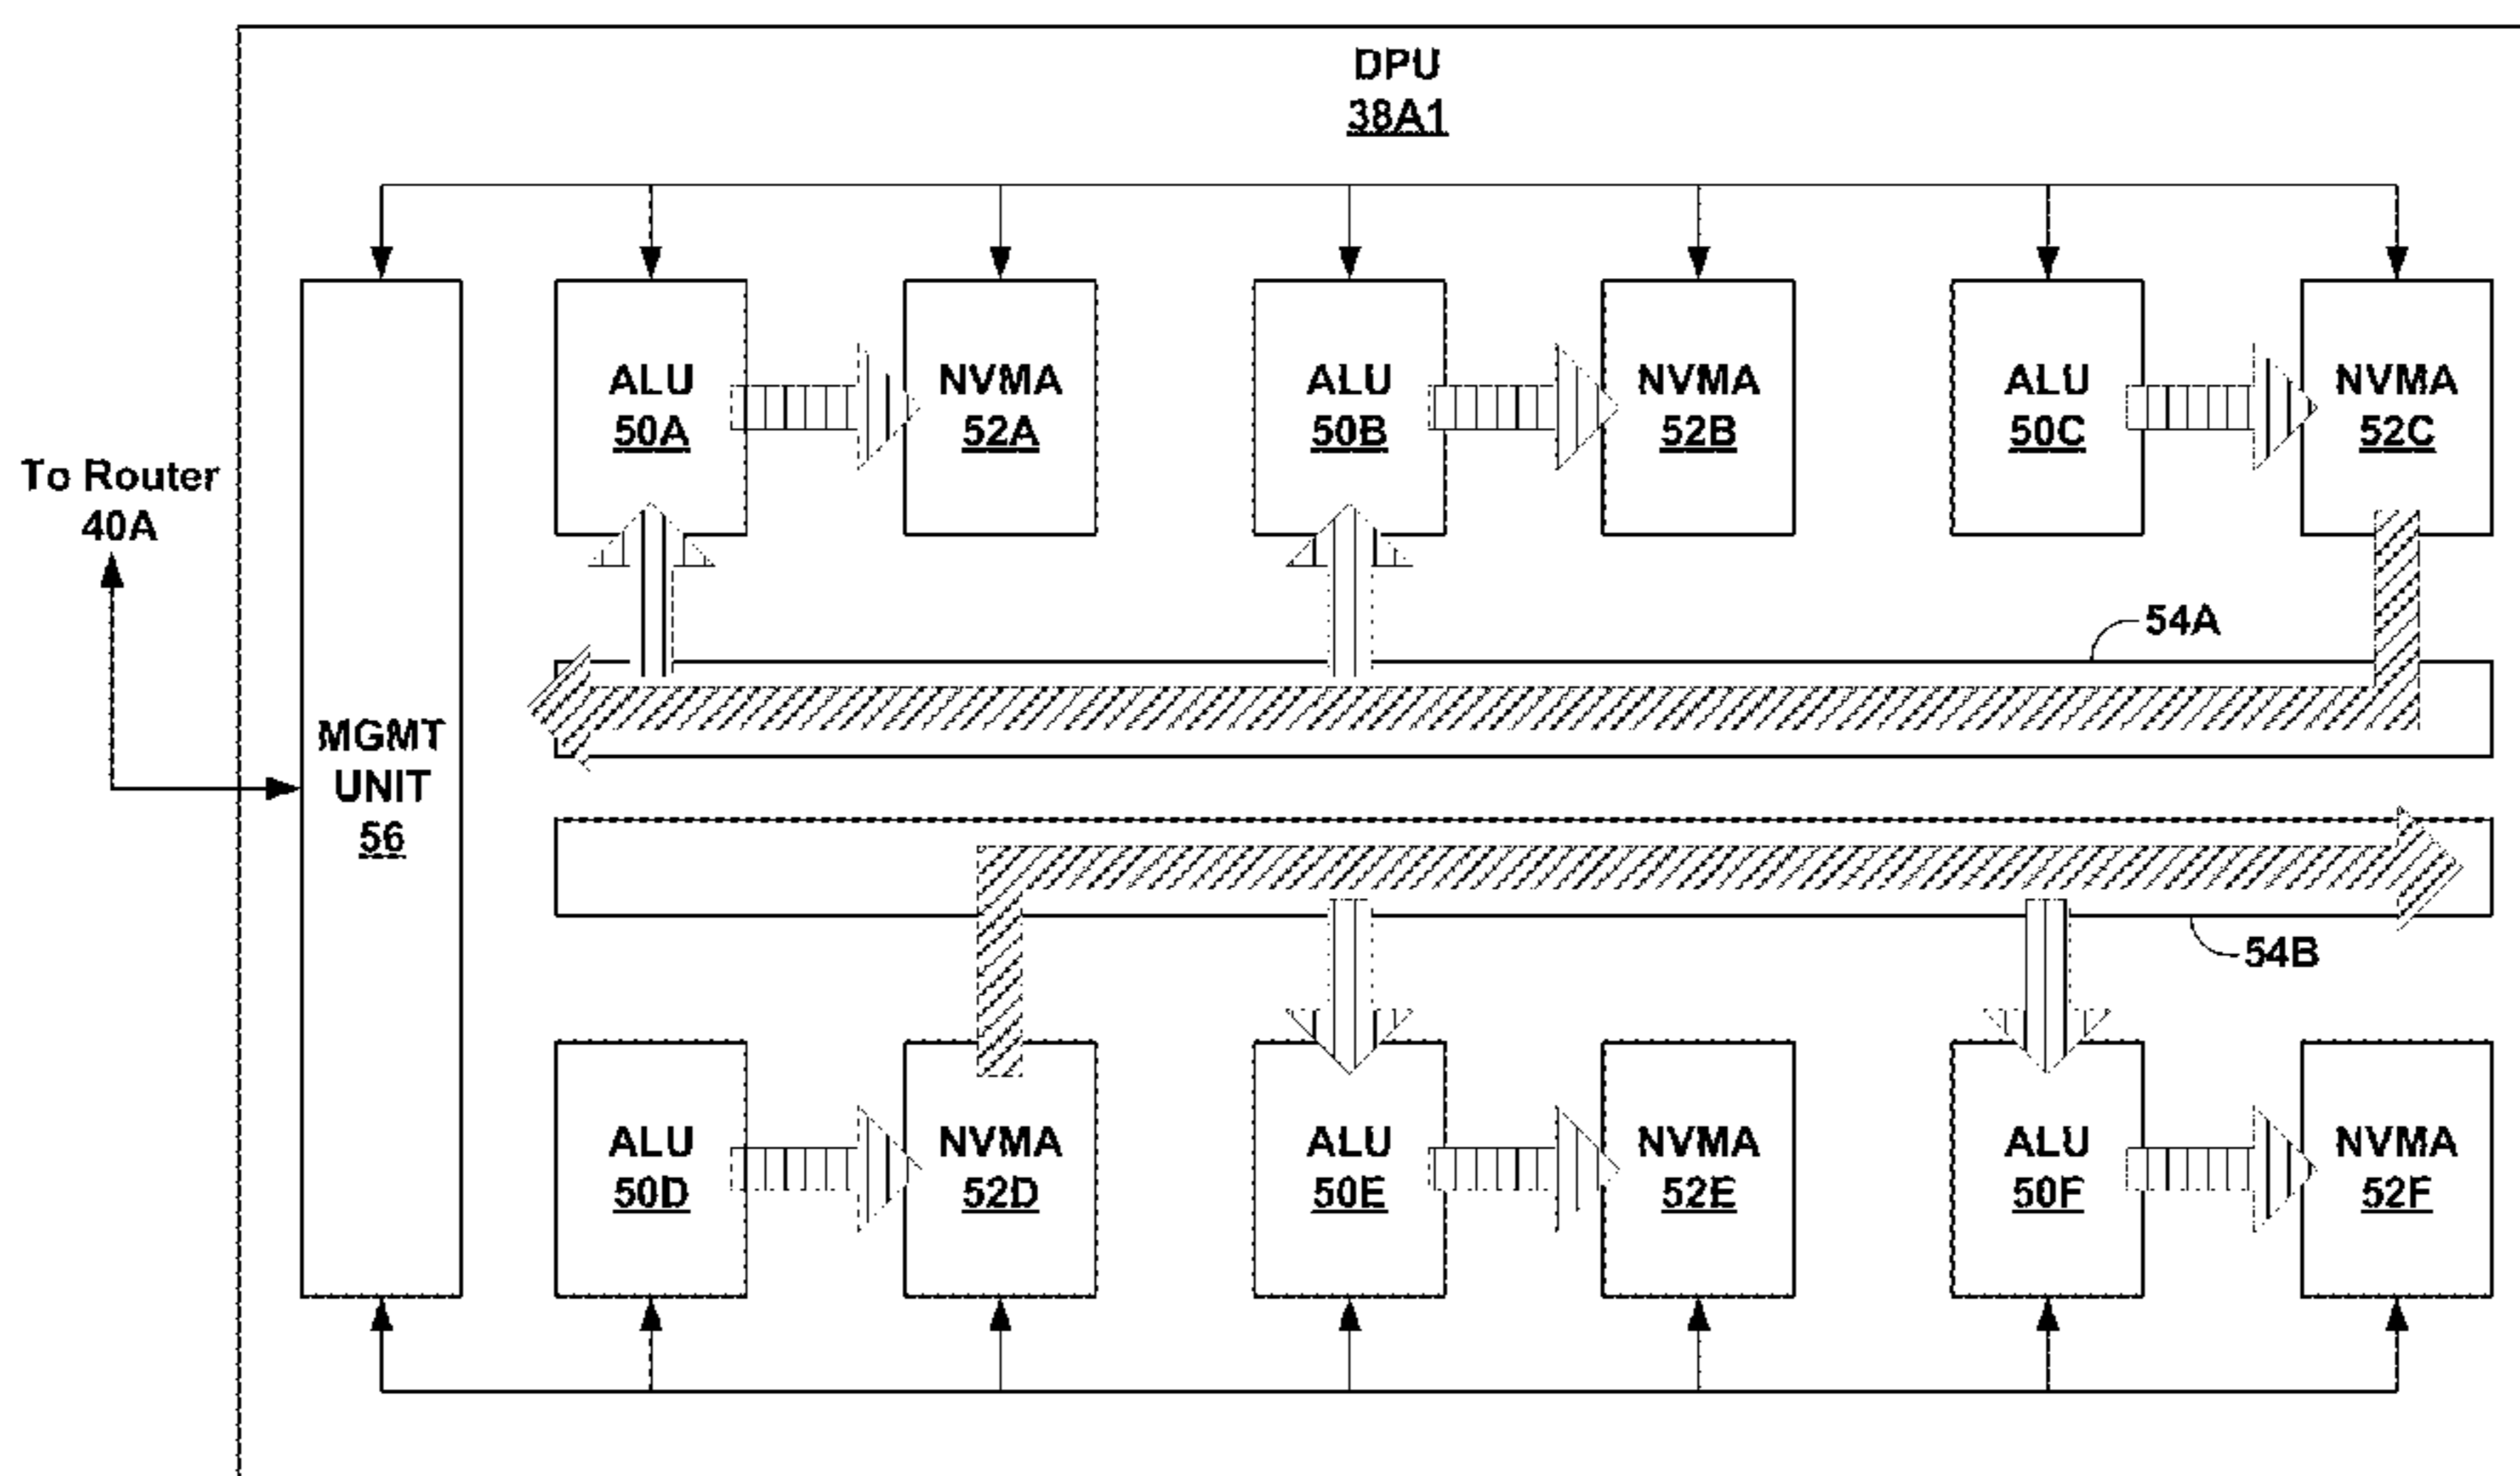 DPU
38A1
ALU
50A
NVMA
52A
ALU
50B
NVMA
52B
ALU
50C
NVMA
52C
To Router
40A
54A
MGMT
UNIT
56
54B
ALU
50D
NVMA
52D
ALU
50E
NVMA
52E
ALU
50F
NVMA
52F